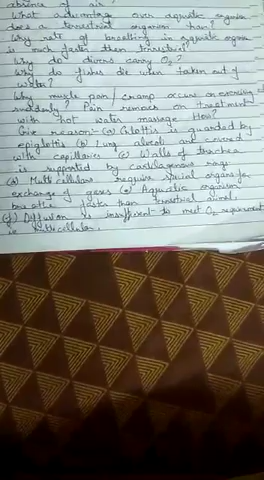 absence of air?
What advantage over aquatic organism
does a terrestrial organism than?
Why rate of breathing in aquatic organi
is much faster than terrestrial?
Why do divers carry O₂?
Why do fishes die when taken out of
water?
Why muscle pain / cramp occurs on exercising
suddenly? Pain remove on treatment
with hot water massage How?
Give reason - (a) Glottis is guarded by
epiglottis (b) Lung alveoli are covered
with capillaries (c) Walls of trachea
is supported by cartilagenous rings
(d) Multicellulars require special organs for
exchange of gases (e) Aquatic organism
breathe faster than terrestrial animal.
(f) Diffusion is insufficient to meet O₂ requirement
in multicellular.